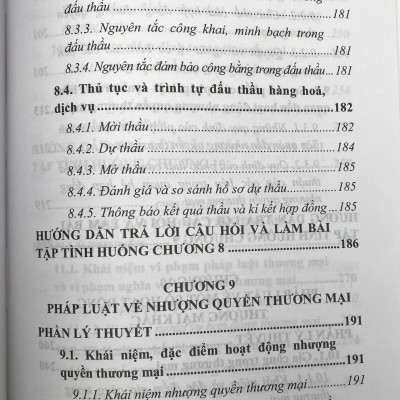 đấu thầu ........ 181
8.3.3. Nguyên tắc công khai, minh bạch trong
đấu thầu ........ 181
8.3.4. Nguyên tắc đảm bảo công bằng trong đấu thầu ...181
8.4. Thủ tục và trình tự đấu thầu hàng hoá,
dịch vụ ........ 182
8.4.1. Mời thầu ........ 182
8.4.2. Dự thầu ........ 184
8.4.3. Mở thầu ........ 185
8.4.4. Đánh giá và so sánh hồ sơ dự thầu ........ 185
8.4.5. Thông báo kết quả thầu và kí kết hợp đồng ........185
HƯỚNG DẪN TRẢ LỜI CÂU HỎI VÀ LÀM BÀI
TẬP TÌNH HUỐNG CHƯƠNG 8 ........ 186
CHƯƠNG 9
PHÁP LUẬT VỀ NHƯỢNG QUYỀN THƯƠNG MẠI
PHẦN LÝ THUYẾT ........ 191
9.1. Khái niệm, đặc điểm hoạt động nhượng
quyền thương mại ........ 191
9.1.1. Khái niệm nhượng quyền thương mại ........ 191